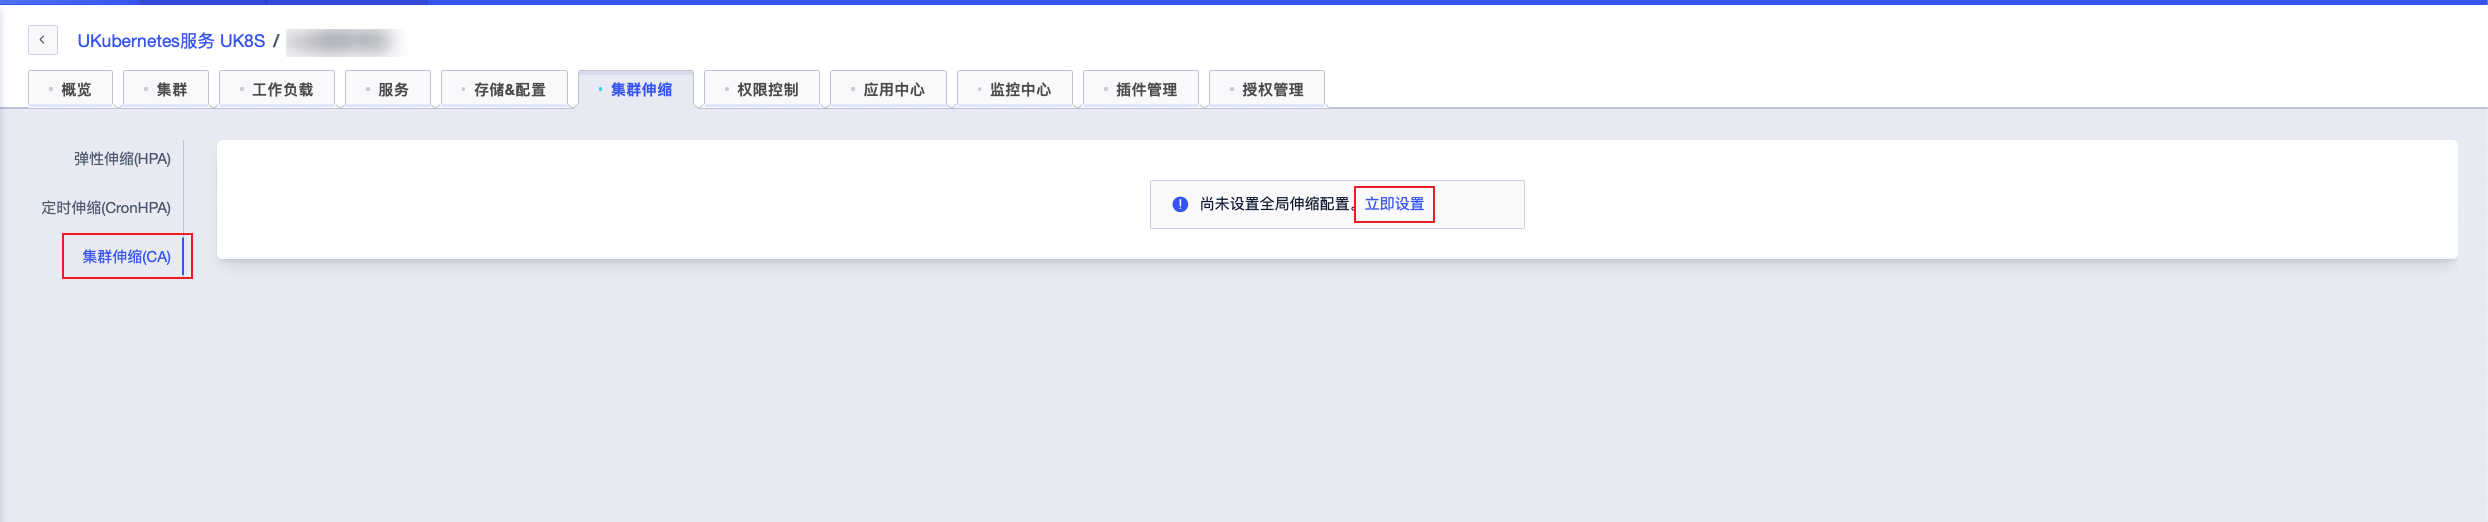 UKubernetes服务 UK8S /
概览 集群 工作负载 服务 存储&配置 集群伸缩 权限控制 应用中心 监控中心 插件管理 授权管理
弹性伸缩(HPA)
定时伸缩(CronHPA)
集群伸缩(CA)
尚未设置全局伸缩配置。立即设置